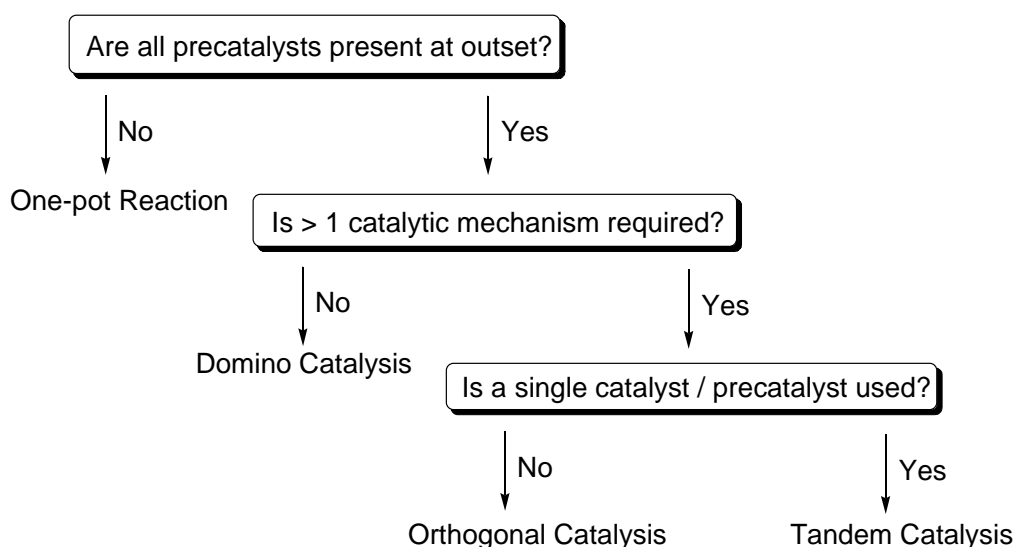 Are all precatalysts present at outset?
No
Yes
One-pot Reaction
Is > 1 catalytic mechanism required?
No
Yes
Domino Catalysis
Is a single catalyst / precatalyst used?
No
Yes
Orthogonal Catalysis
Tandem Catalysis